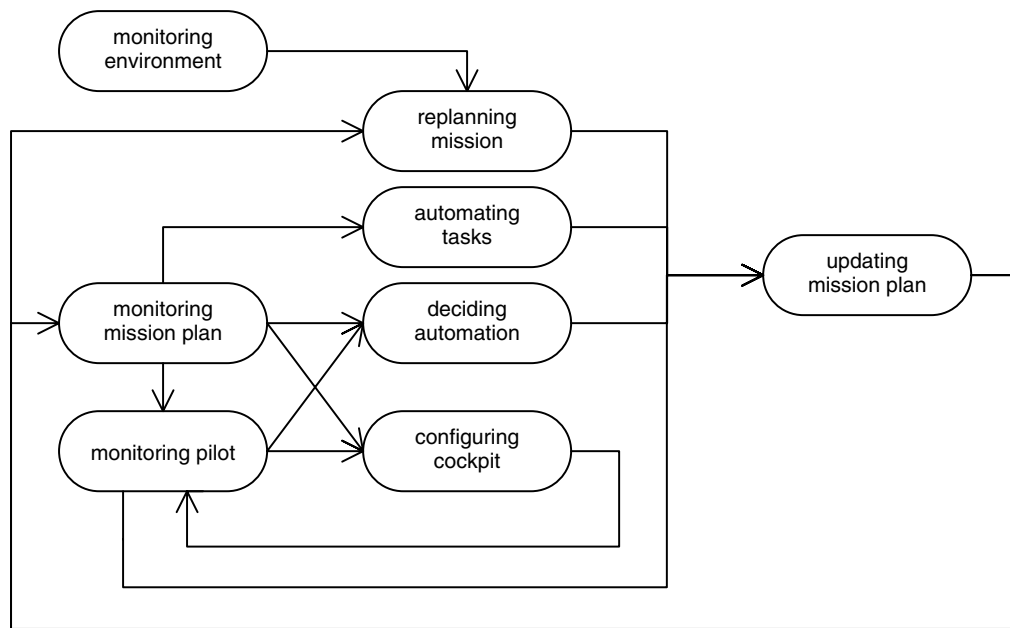 monitoring
environment
replanning
mission
automating
tasks
updating
mission plan
monitoring
mission plan
deciding
automation
monitoring pilot
configuring
cockpit